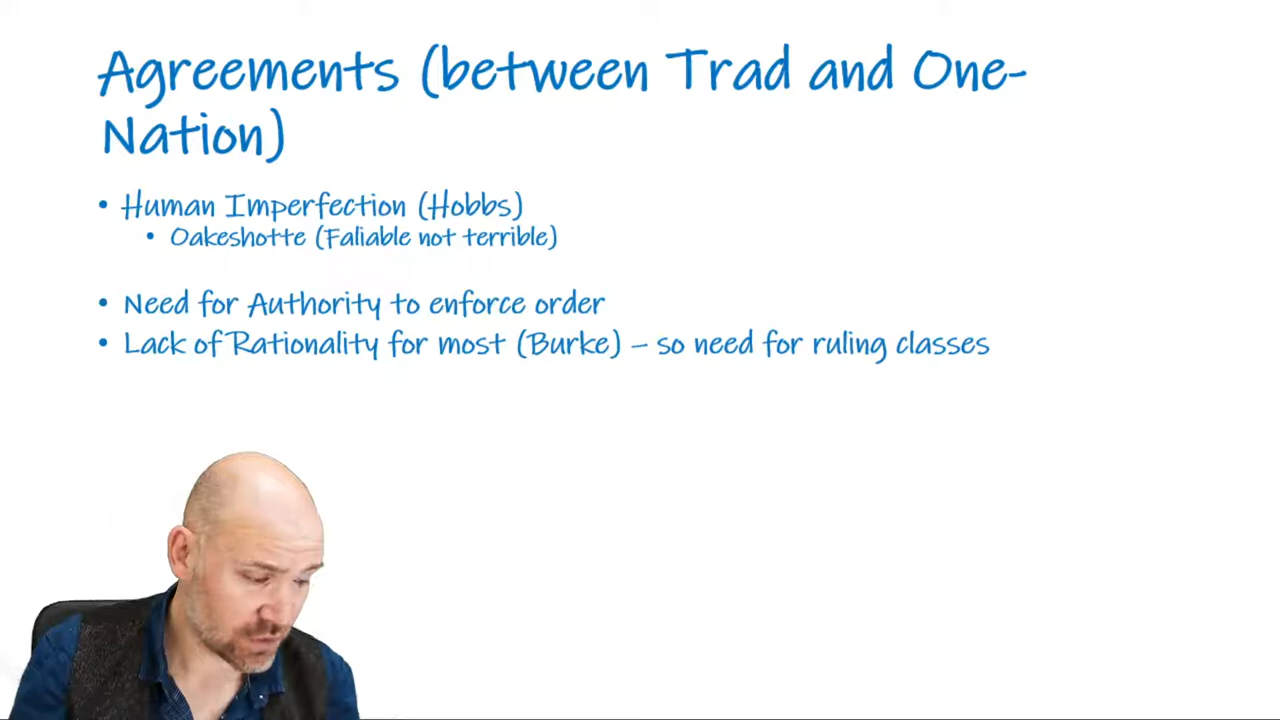 Agreements (between Trad and One-
Nation)
• Human Imperfection (Hobbs)
• Oakeshotte (Faliable not terrible)
• Need for Authority to enforce order
• Lack of Rationality for most (Burke) – so need for ruling classes